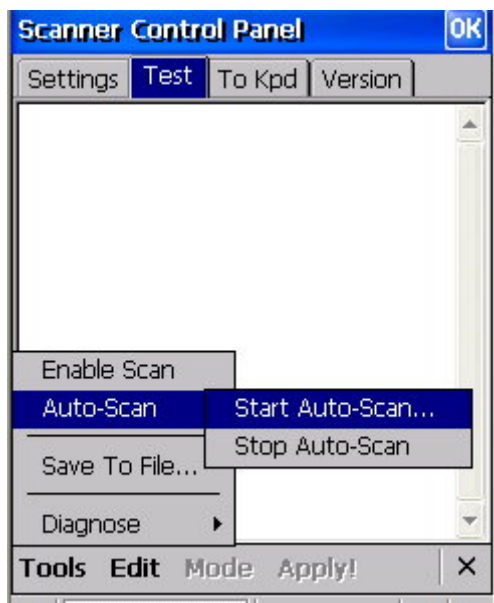 Scanner Control Panel OK
Settings Test To Kpd Version
Enable Scan
Auto-Scan Start Auto-Scan...
Stop Auto-Scan
Save To File...
Diagnose
Tools Edit Mode Apply! ×